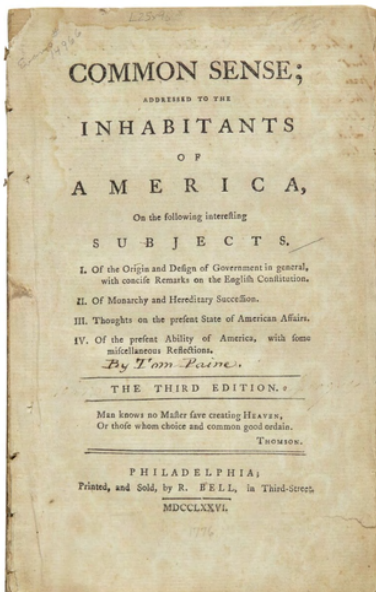 COMMON SENSE;
ADDRESSED TO THE
INHABITANTS
OF
AMERICA,
On the following interesting
SUBJECTS.
I. Of the Origin and Design of Government in general,
with concise Remarks on the English Constitution.
II. Of Monarchy and Hereditary Succession.
III. Thoughts on the present State of American Affairs.
IV. Of the present Ability of America, with some
miscellaneous Reflections.
By Tom Paine.
THE THIRD EDITION.
Man knows no Master save creating HEAVEN,
Or those whom choice and common good ordain.
THOMSON.
PHILADELPHIA;
Printed, and Sold, by R. BELL, in Third-Street.
MDCCLXXVI.
1776